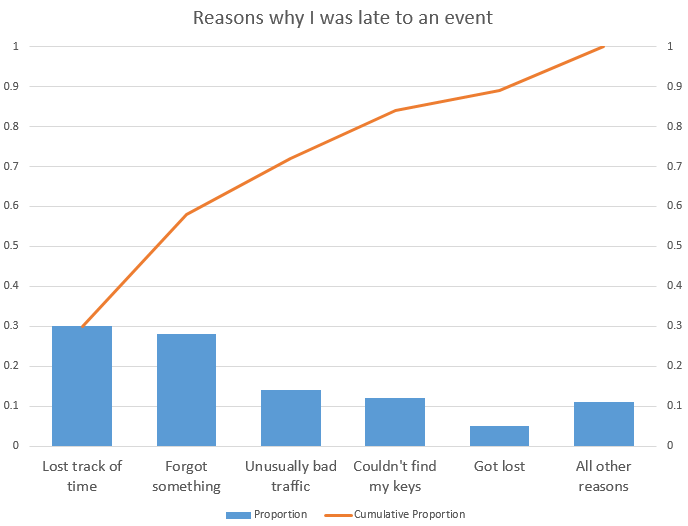 Reasons why I was late to an event
1 1
0.9 0.9
0.8 0.8
0.7 0.7
0.6 0.6
0.5 0.5
0.4 0.4
0.3 0.3
0.2 0.2
0.1 0.1
0 0
Lost track of Forgot Unusually bad Couldn't find Got lost All other
time something traffic my keys reasons
Proportion Cumulative Proportion